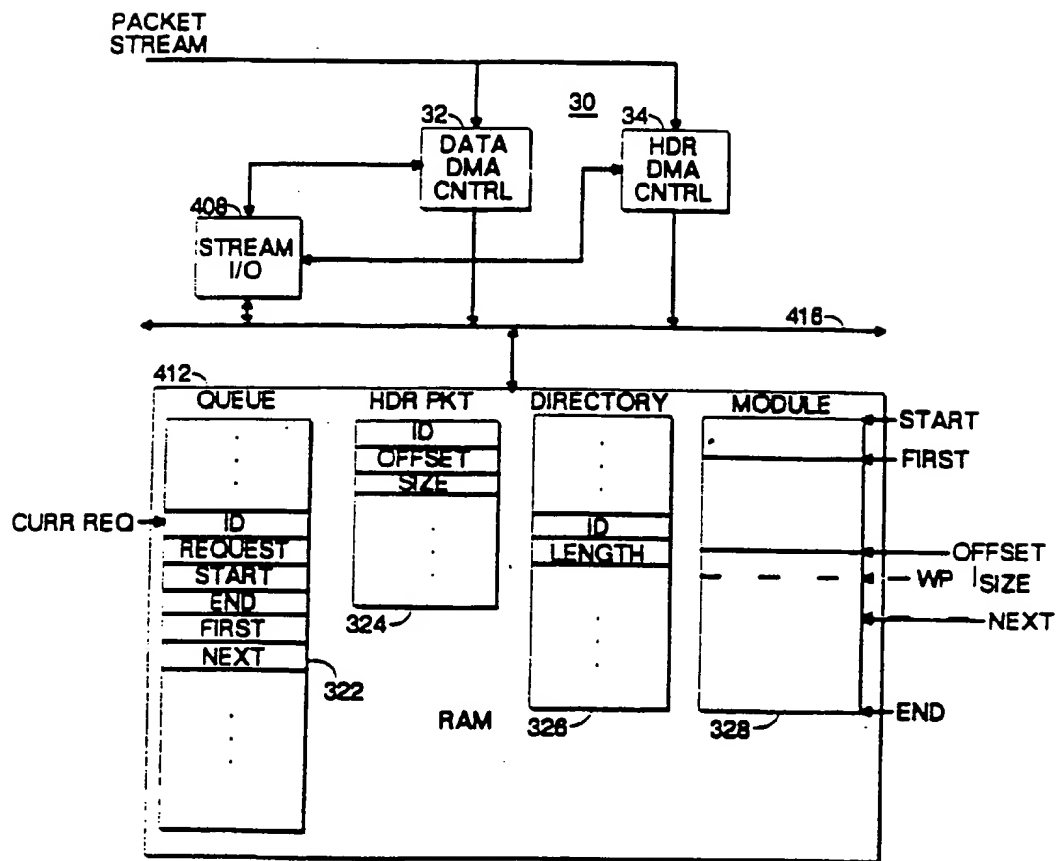 PACKET
STREAM
32
30
34
DATA
DMA
CNTRL
HDR
DMA
CNTRL
408
STREAM
I/O
416
412
QUEUE
HDR PKT
DIRECTORY
MODULE
START
ID
OFFSET
SIZE
FIRST
CURR REQ
ID
REQUEST
START
END
FIRST
NEXT
322
324
ID
LENGTH
326
OFFSET
WP
SIZE
NEXT
END
328
RAM